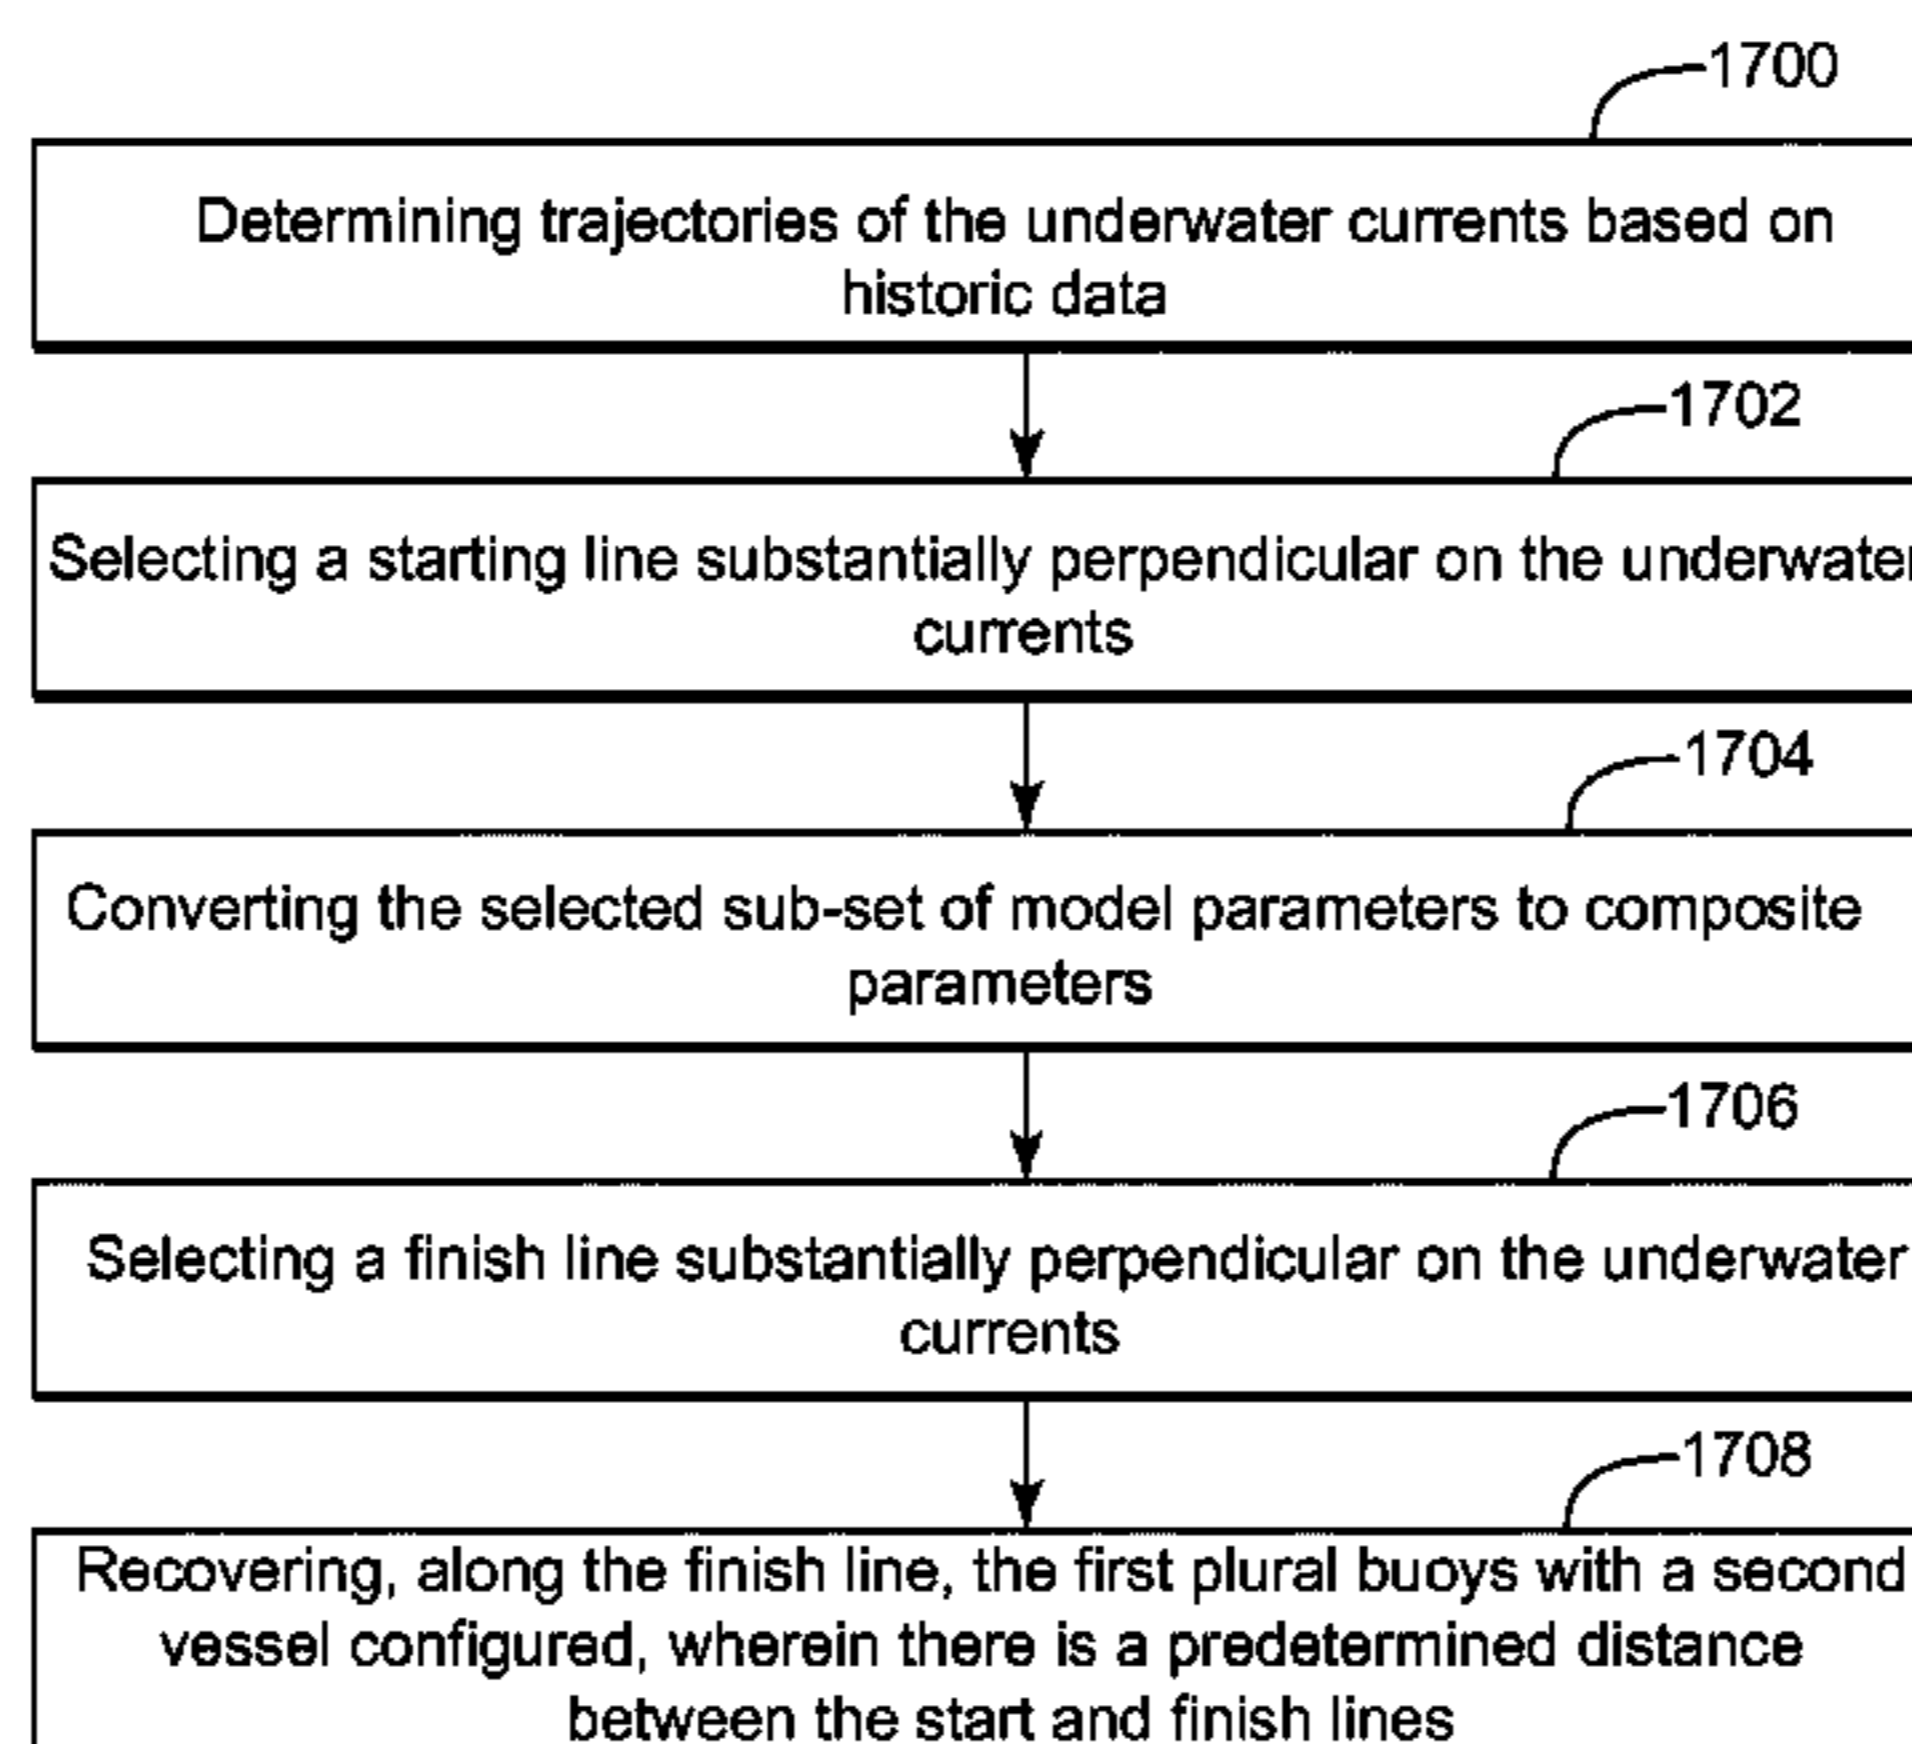 1700
Determining trajectories of the underwater currents based on
historic data
1702
Selecting a starting line substantially perpendicular on the underwater
currents
1704
Converting the selected sub-set of model parameters to composite
parameters
1706
Selecting a finish line substantially perpendicular on the underwater
currents
1708
Recovering, along the finish line, the first plural buoys with a second
vessel configured, wherein there is a predetermined distance
between the start and finish lines